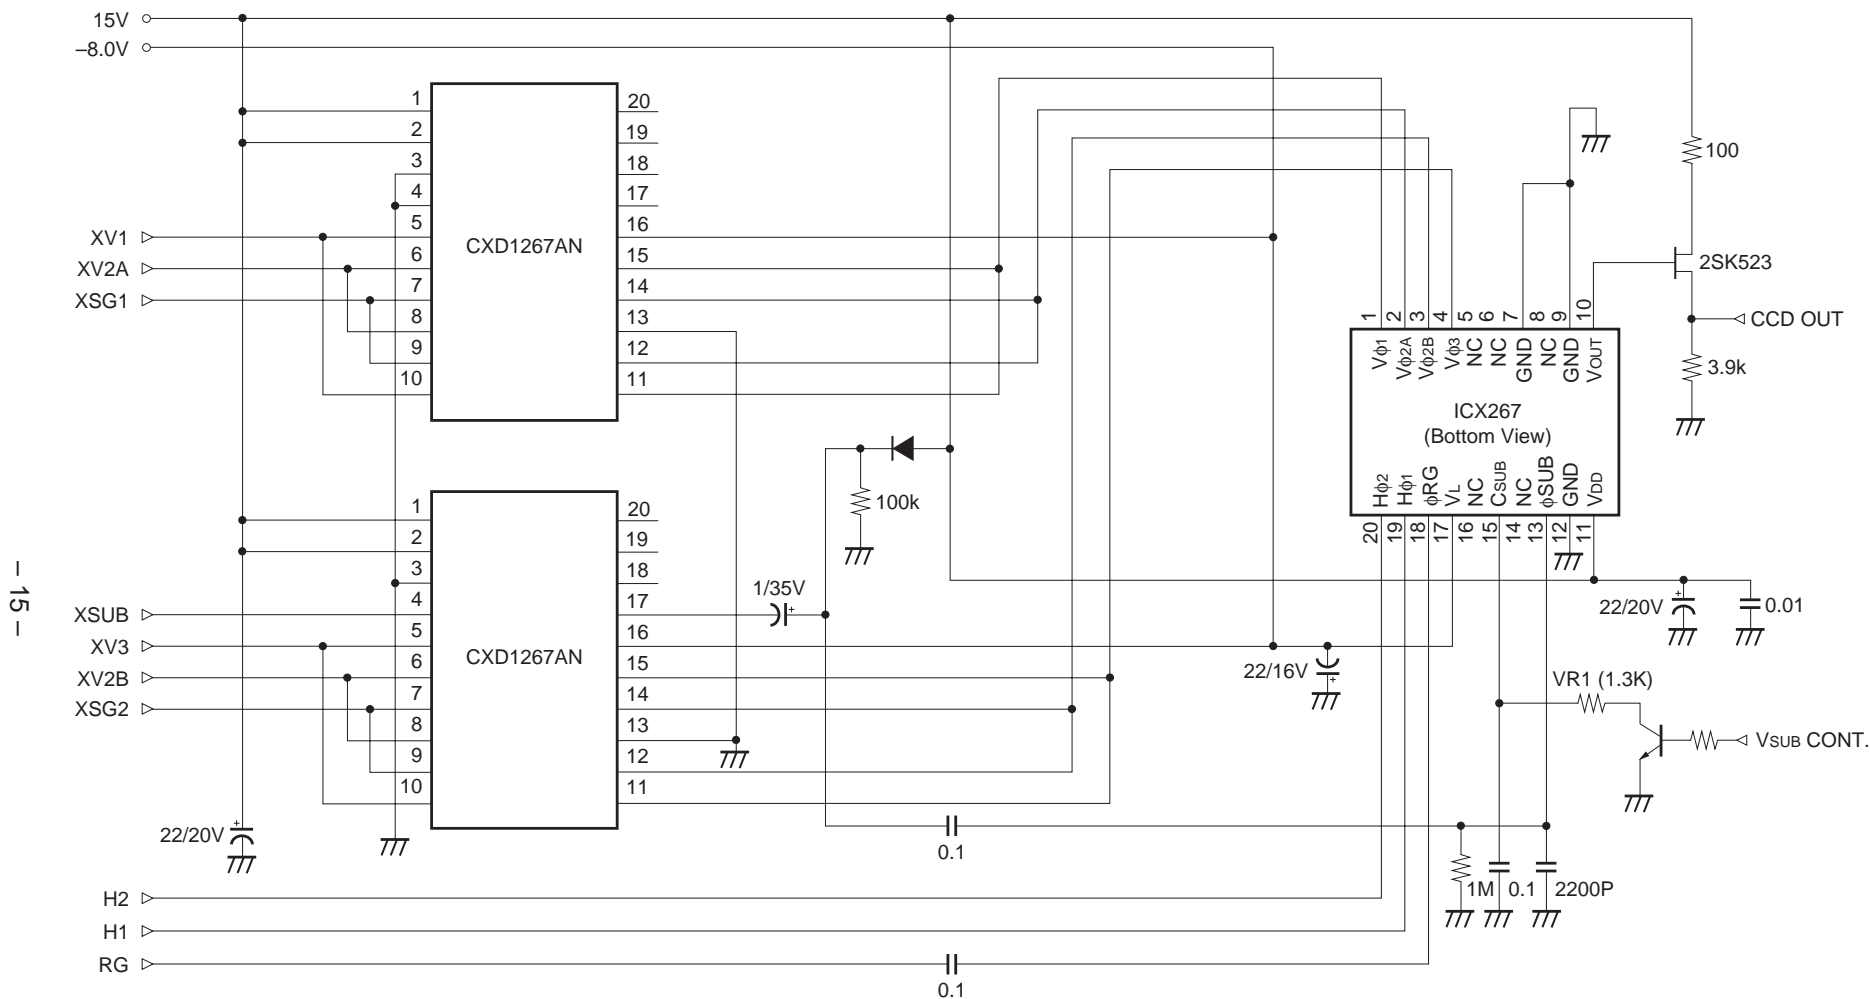 15V
–8.0V
XV1
XV2A
XSG1
1
2
3
4
5
6
7
8
9
10
CXD1267AN
20
19
18
17
16
15
14
13
12
11
100
2SK523
CCD OUT
3.9k
1
2
3
4
5
6
7
8
9
10
Vϕ1
Vϕ2A
Vϕ2B
Vϕ3
NC
NC
GND
NC
GND
VOUT
ICX267
(Bottom View)
Hϕ2
Hϕ1
ϕRG
VL
NC
CSUB
NC
ϕSUB
GND
VDD
20
19
18
17
16
15
14
13
12
11
100k
XSUB
XV3
XV2B
XSG2
1
2
3
4
5
6
7
8
9
10
CXD1267AN
20
19
18
17
16
15
14
13
12
11
1/35V
+
22/16V
+
22/20V
+
0.01
VR1 (1.3K)
VSUB CONT.
22/20V
+
0.1
1M
0.1
2200P
H2
H1
RG
0.1
– 15 –